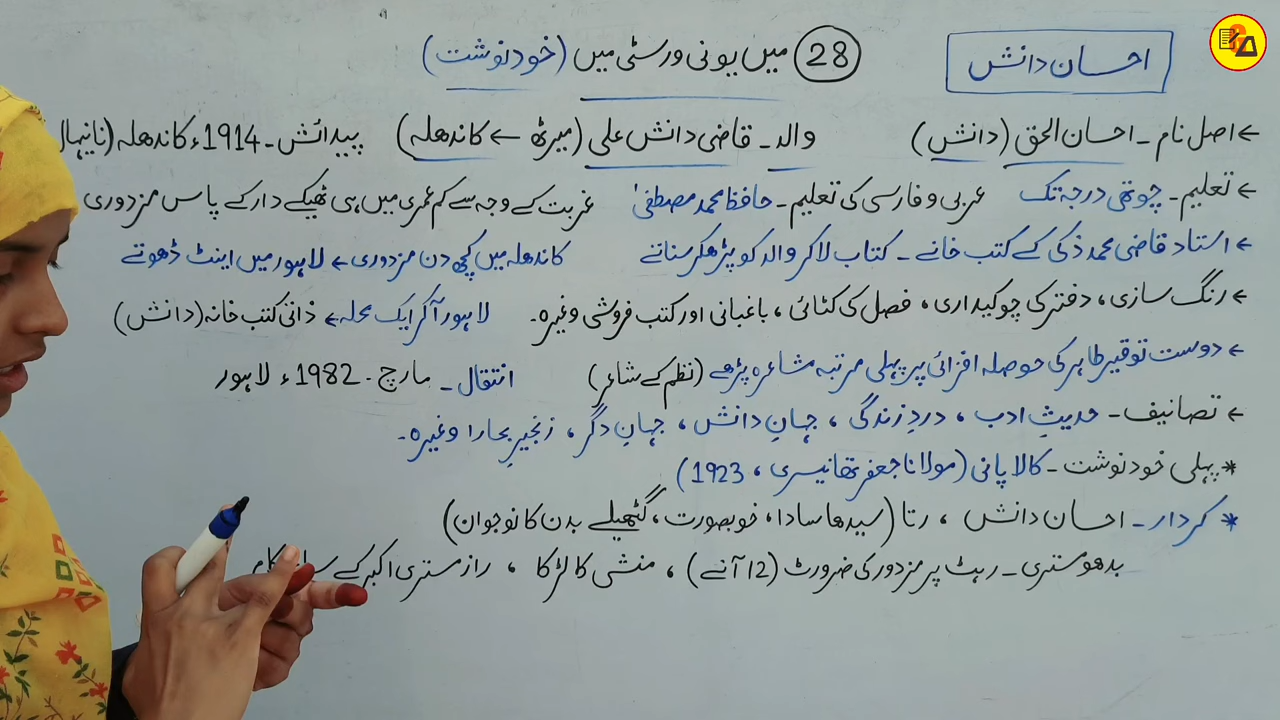 احسان دانش
28 میں یونی ورسٹی میں (خودنوشت)
← اصل نام ۔ احسان الحق (دانش) والد ۔ قاضی دانش علی (میرٹھ ← کاندھلہ) پیدائش ۔ 1914ء کاندھلہ (نانیہال
← تعلیم ۔ چوتھی درجہ تک عربی و فارسی کی تعلیم ۔ حافظ محمد مصطفیٰ غربت کے وجہ سے کم عمری میں ہی ٹھیکے دار کے پاس مزدوری
← استاد قاضی محمد ذکی کے کتب خانے ۔ کتاب لاکر والد کو پڑھکر سناتے کاندھلہ میں کچھ دن مزدوری ← لاہور میں اینٹ ڈھوتے
← رنگ سازی، دفتر کی چوکیداری، فصل کی کٹائی، باغبانی اور کتب فروشی وغیرہ۔ لاہور آکر ایک محلہ ← ذاتی کتب خانہ (دانش)
← دوست توقیر طاہر کی حوصلہ افزائی پر پہلی مرتبہ مشاعرہ پڑھے (نظم کے شاعر) انتقال ۔ مارچ ۔ 1982ء لاہور
← تصانیف ۔ حدیثِ ادب، دردِ زندگی، جہانِ دانش، جہانِ دگر، زنجیرِ بحارا وغیرہ۔
* پہلی خودنوشت ۔ کالا پانی (مولانا جعفر تھانیسری، 1923)
* کردار ۔ احسان دانش، رتا (سیدھا سادا، خوبصورت، گٹھیلے بدن کا نوجوان)
بدھو ستری ۔ رہٹ پر مزدور کی ضرورٹ (12 آنے)، منشی کا لڑکا، راز مستری اکبر کے